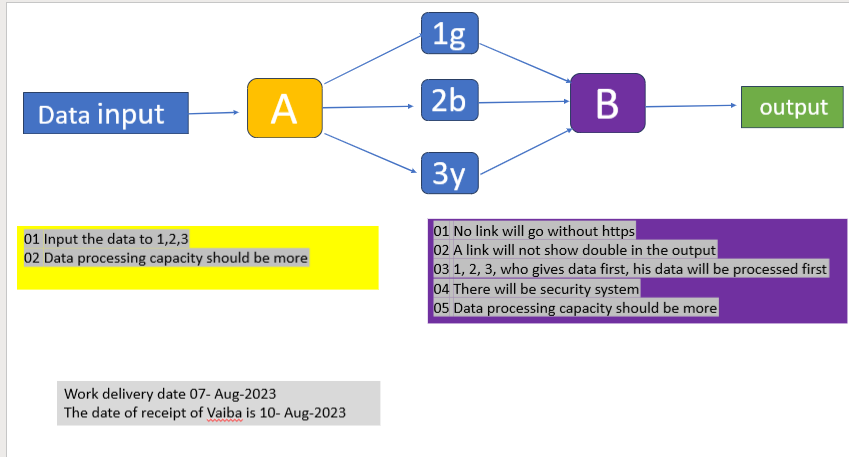 1g
Data input
A
2b
B
output
3y
01 Input the data to 1,2,3
02 Data processing capacity should be more
01 No link will go without https
02 A link will not show double in the output
03 1, 2, 3, who gives data first, his data will be processed first
04 There will be security system
05 Data processing capacity should be more
Work delivery date 07- Aug-2023
The date of receipt of Vaiba is 10- Aug-2023